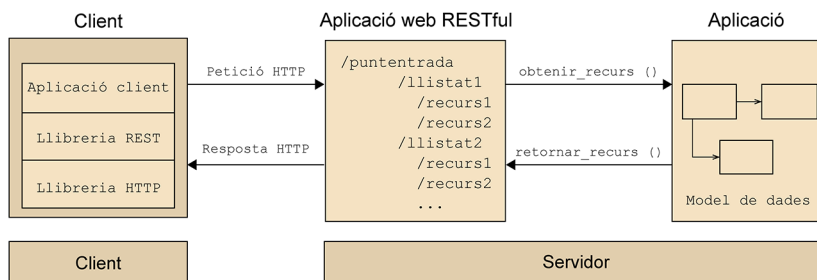 Client
Aplicació web RESTful
Aplicació
Aplicació client
Llibreria REST
Llibreria HTTP
Petició HTTP
Resposta HTTP
/puntentrada
/llistat1
/recurs1
/recurs2
/llistat2
/recurs1
/recurs2
...
obtenir_recurs ()
retornar_recurs ()
Model de dades
Client
Servidor